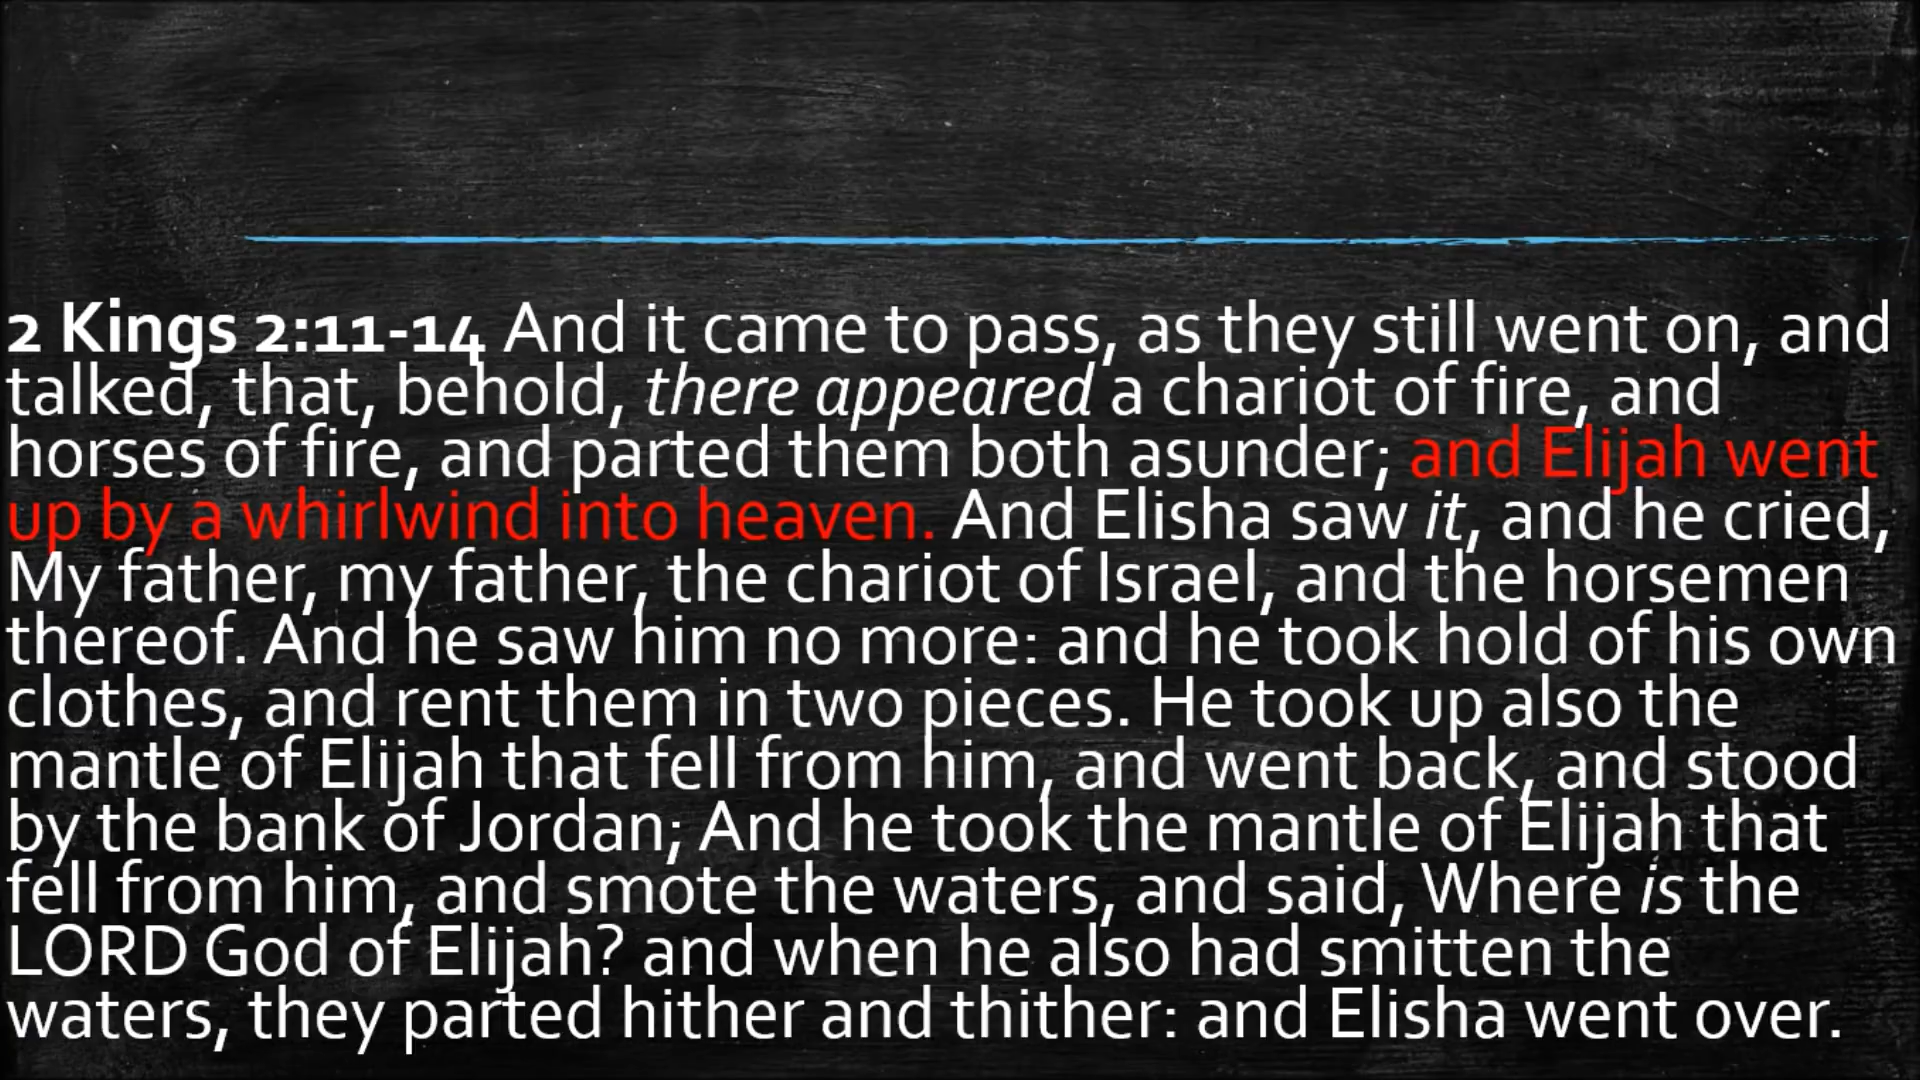 2 Kings 2:11-14 And it came to pass, as they still went on, and
talked, that, behold, there appeared a chariot of fire, and
horses of fire, and parted them both asunder; and Elijah went
up by a whirlwind into heaven. And Elisha saw it, and he cried,
My father, my father, the chariot of Israel, and the horsemen
thereof. And he saw him no more: and he took hold of his own
clothes, and rent them in two pieces. He took up also the
mantle of Elijah that fell from him, and went back, and stood
by the bank of Jordan; And he took the mantle of Elijah that
fell from him, and smote the waters, and said, Where is the
LORD God of Elijah? and when he also had smitten the
waters, they parted hither and thither: and Elisha went over.